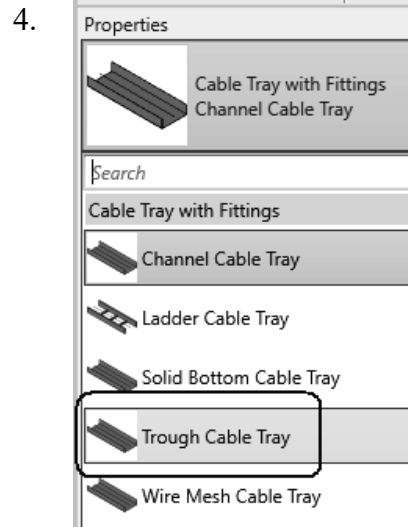 4.
Properties
Cable Tray with Fittings
Channel Cable Tray
Search
Cable Tray with Fittings
Channel Cable Tray
Ladder Cable Tray
Solid Bottom Cable Tray
Trough Cable Tray
Wire Mesh Cable Tray